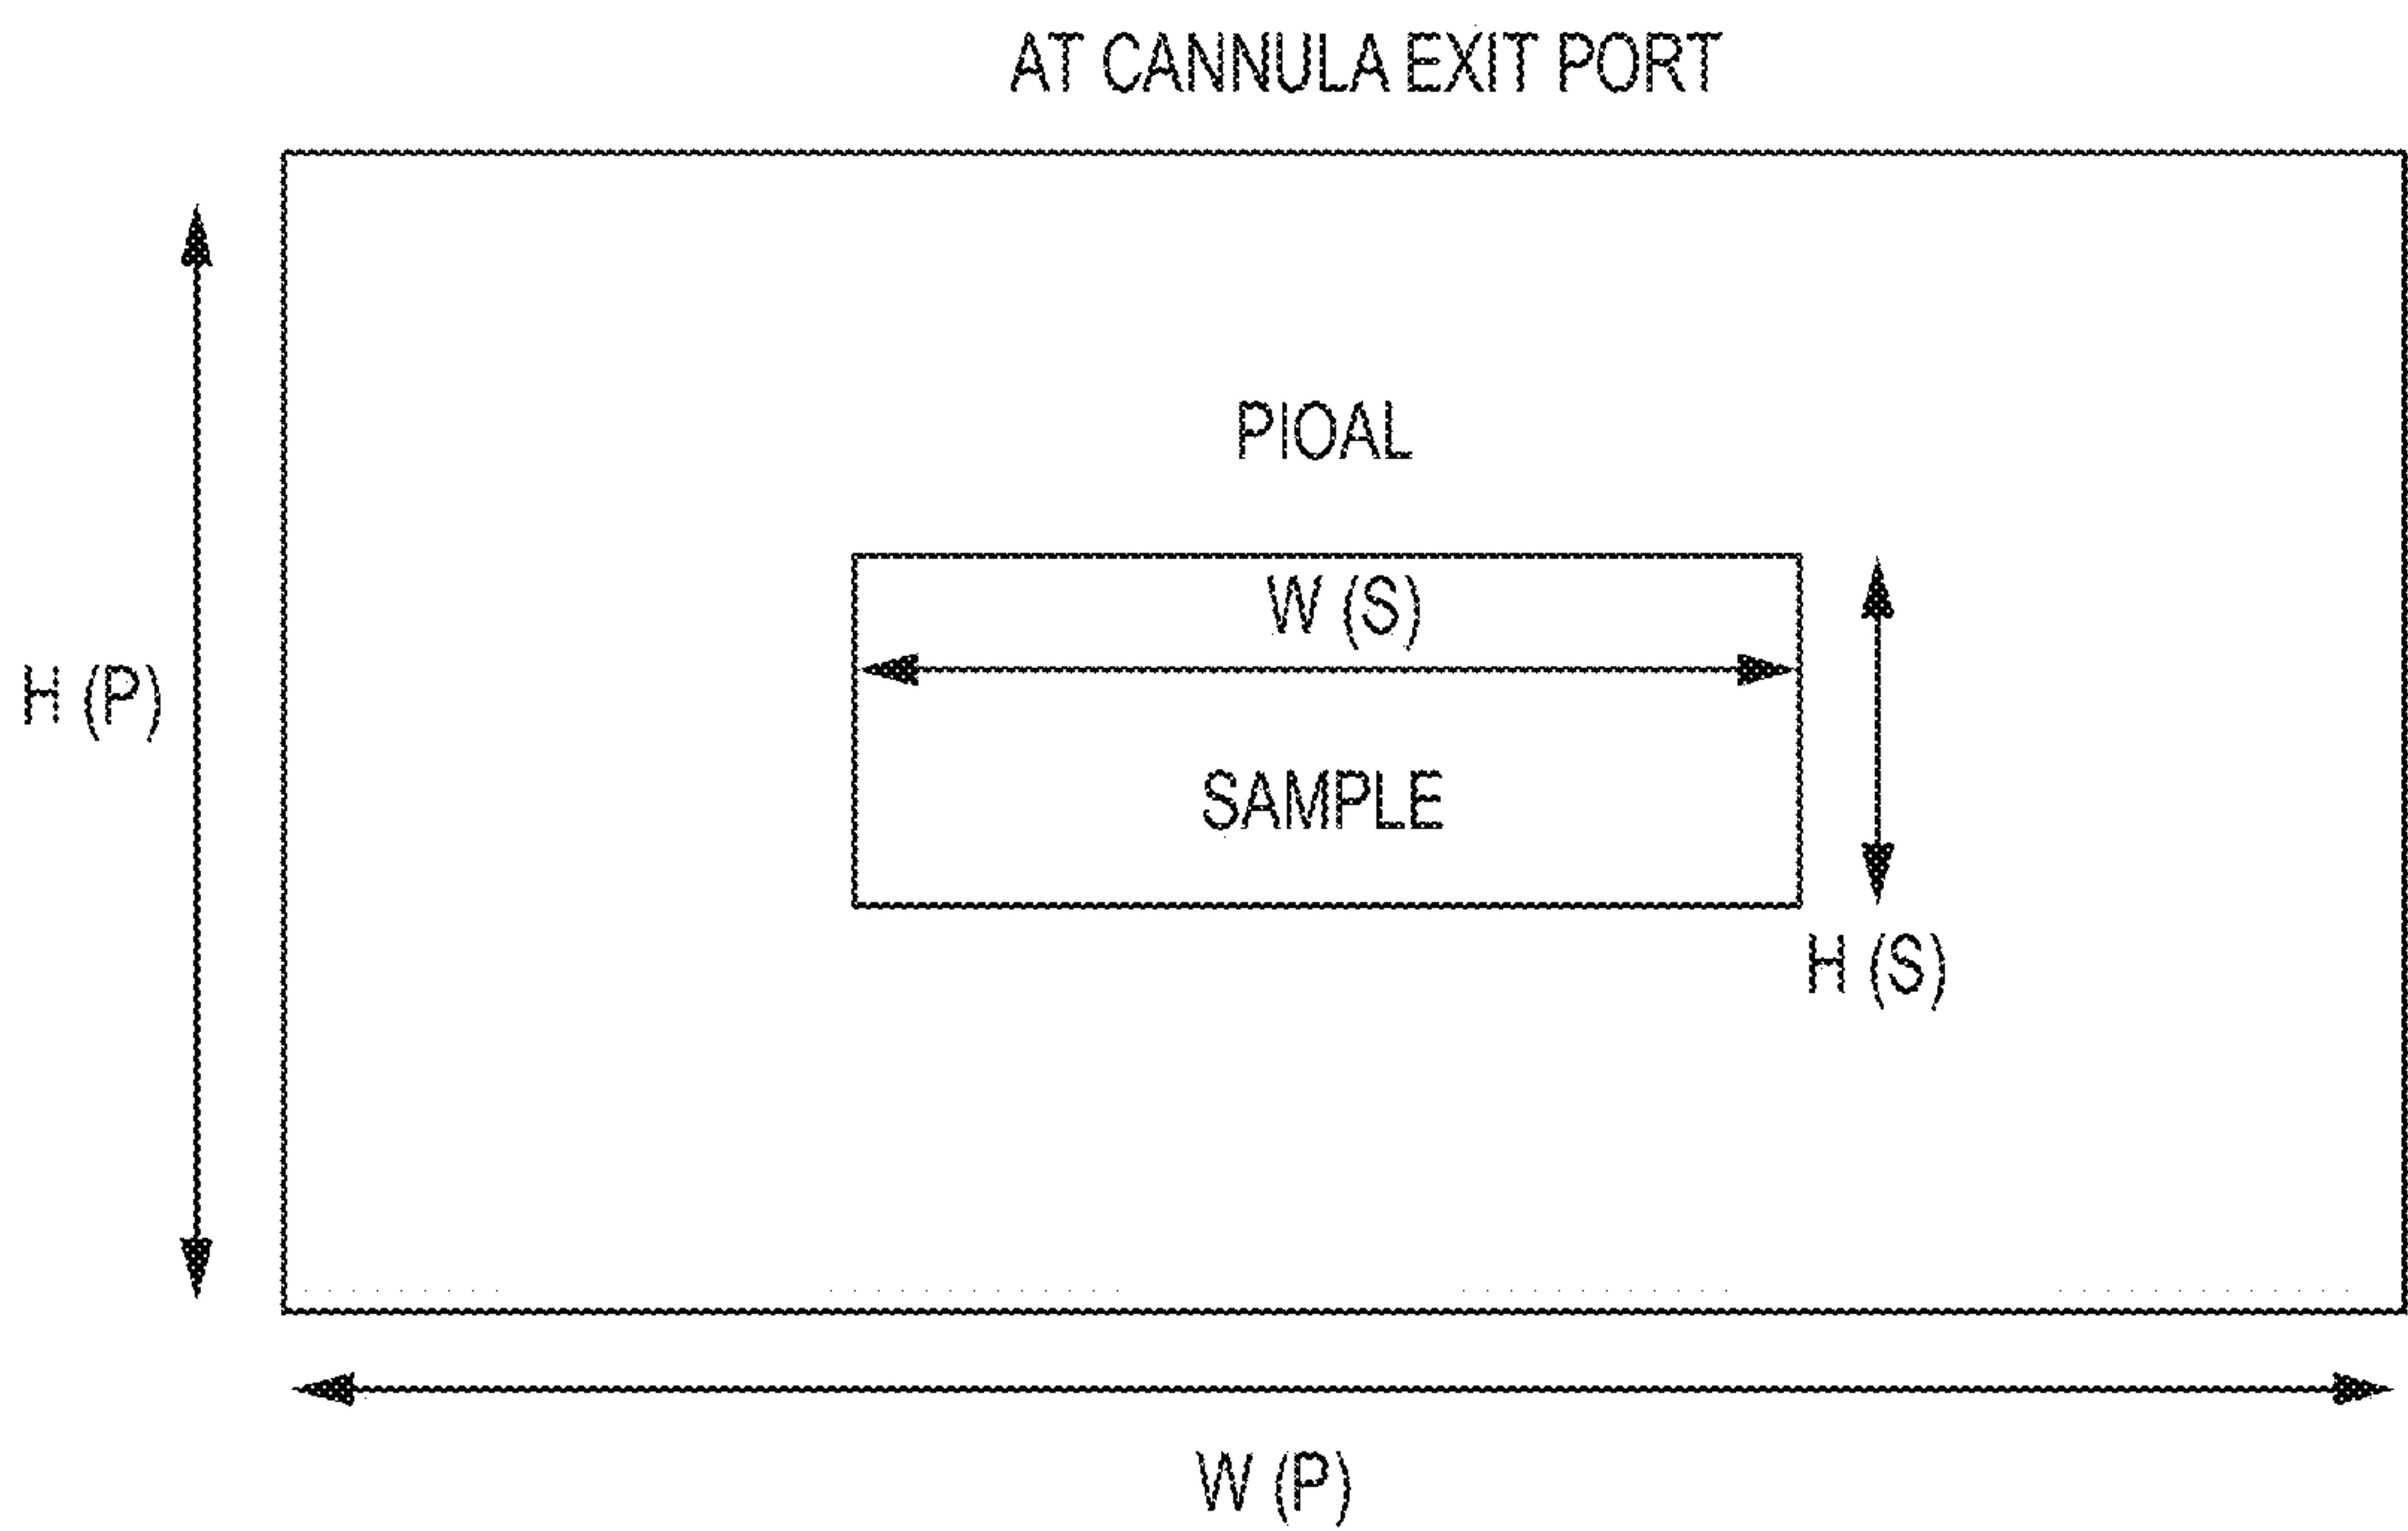 AT CANNULA EXIT PORT
PIOAL
W (S)
H (P)
SAMPLE
H (S)
W (P)